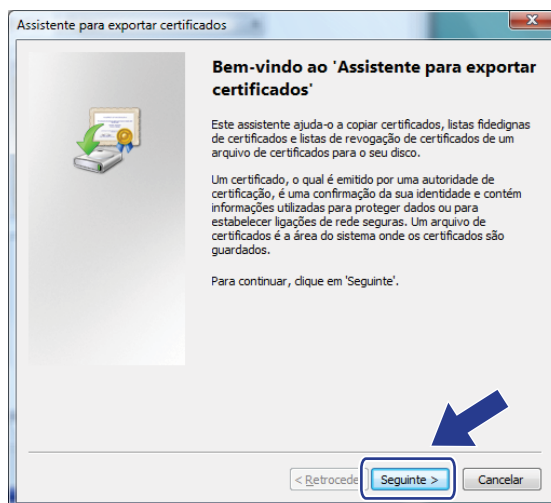 Assistente para exportar certificados
Bem-vindo ao 'Assistente para exportar
certificados'
Este assistente ajuda-o a copiar certificados, listas fidedignas
de certificados e listas de revogação de certificados de um
arquivo de certificados para o seu disco.
Um certificado, o qual é emitido por uma autoridade de
certificação, é uma confirmação da sua identidade e contém
informações utilizadas para proteger dados ou para
estabelecer ligações de rede seguras. Um arquivo de
certificados é a área do sistema onde os certificados são
guardados.
Para continuar, clique em 'Seguinte'.
< Retrocede Seguinte > Cancelar